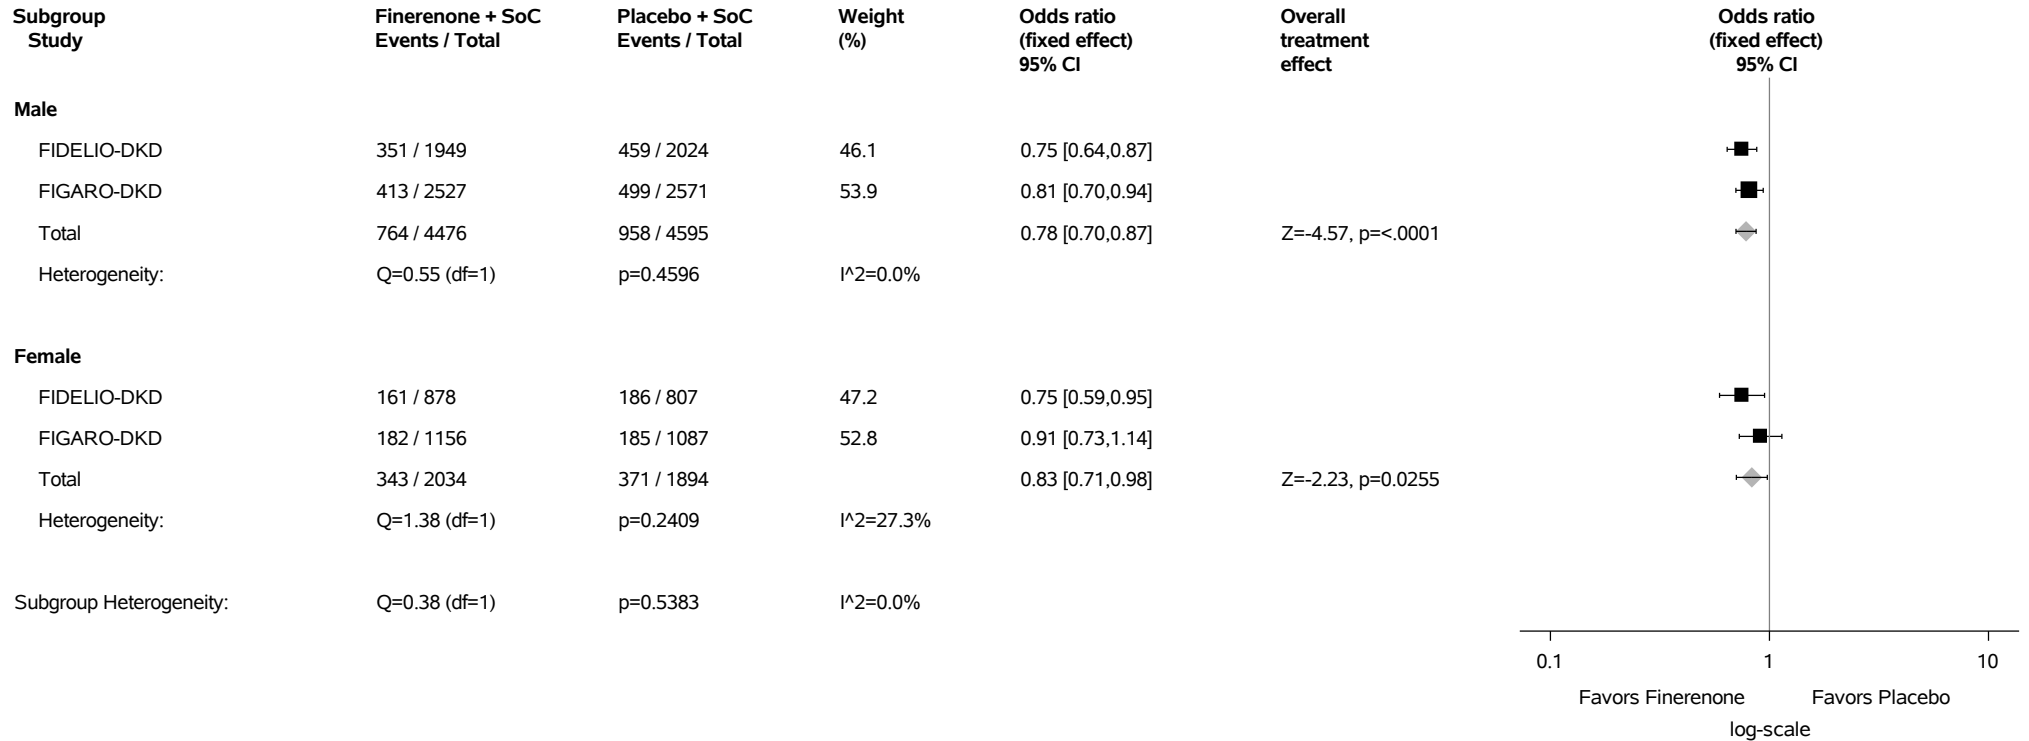 Subgroup Finerenone + SoC Placebo + SoC Weight Odds ratio Overall Odds ratio
Study Events / Total Events / Total (%) (fixed effect) treatment (fixed effect)
95% CI effect 95% CI
Male
FIDELIO-DKD 351 / 1949 459 / 2024 46.1 0.75 [0.64,0.87]
FIGARO-DKD 413 / 2527 499 / 2571 53.9 0.81 [0.70,0.94]
Total 764 / 4476 958 / 4595 0.78 [0.70,0.87] Z=-4.57, p=<.0001
Heterogeneity: Q=0.55 (df=1) p=0.4596 I^2=0.0%
Female
FIDELIO-DKD 161 / 878 186 / 807 47.2 0.75 [0.59,0.95]
FIGARO-DKD 182 / 1156 185 / 1087 52.8 0.91 [0.73,1.14]
Total 343 / 2034 371 / 1894 0.83 [0.71,0.98] Z=-2.23, p=0.0255
Heterogeneity: Q=1.38 (df=1) p=0.2409 I^2=27.3%
Subgroup Heterogeneity: Q=0.38 (df=1) p=0.5383 I^2=0.0%
0.1 1 10
Favors Finerenone Favors Placebo
log-scale